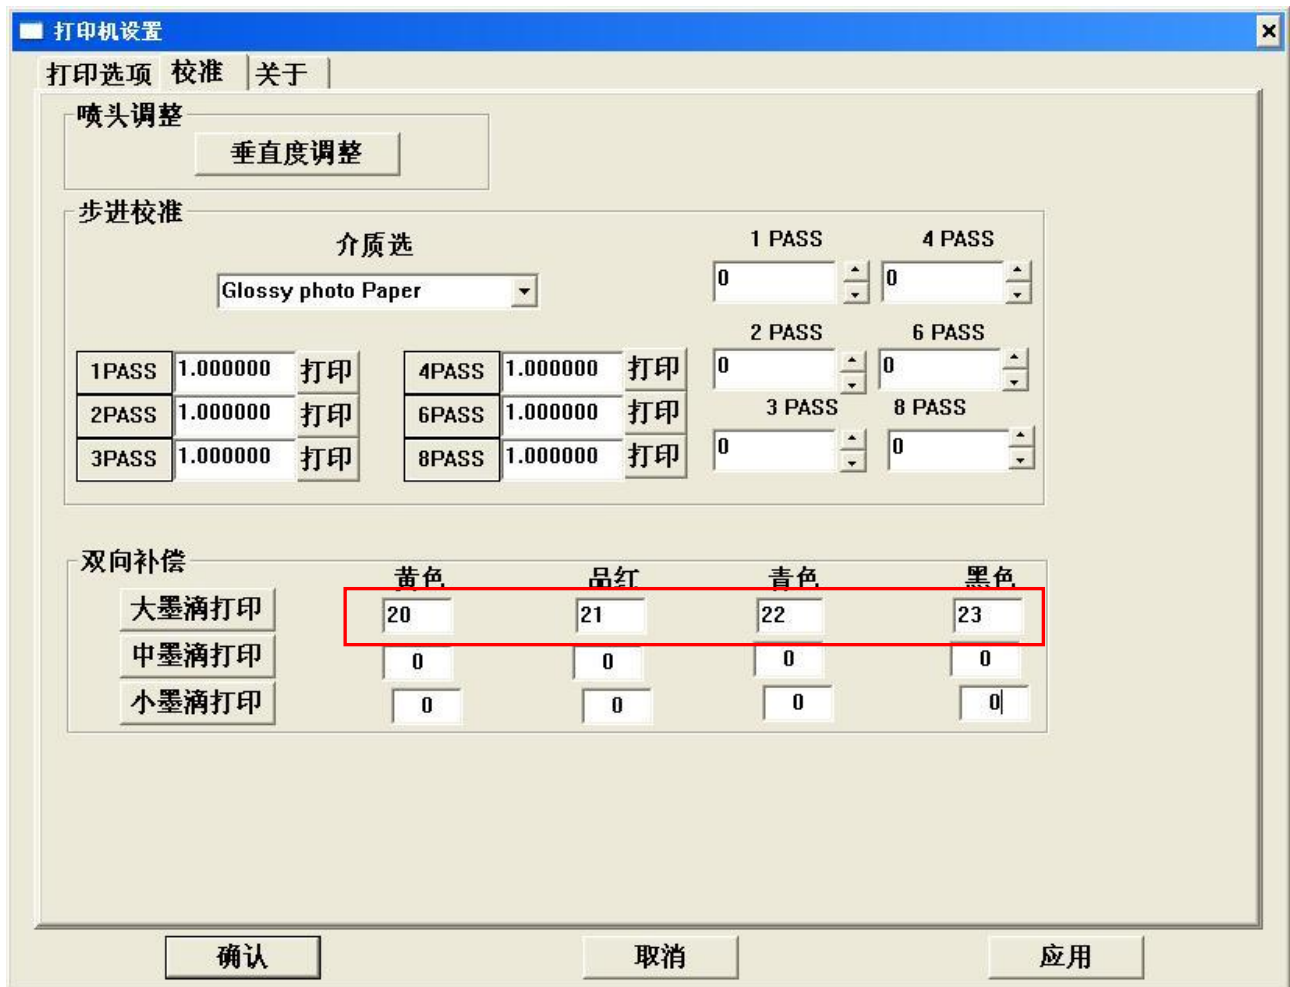 打印机设置
打印选项 校准 关于
喷头调整
垂直度调整
步进校准
介质选
Glossy photo Paper
1 PASS 4 PASS
0 0
2 PASS 6 PASS
0 0
3 PASS 8 PASS
0 0
1PASS 1.000000 打印 4PASS 1.000000 打印
2PASS 1.000000 打印 6PASS 1.000000 打印
3PASS 1.000000 打印 8PASS 1.000000 打印
双向补偿
黄色 品红 青色 黑色
大墨滴打印 20 21 22 23
中墨滴打印 0 0 0 0
小墨滴打印 0 0 0 0
确认 取消 应用